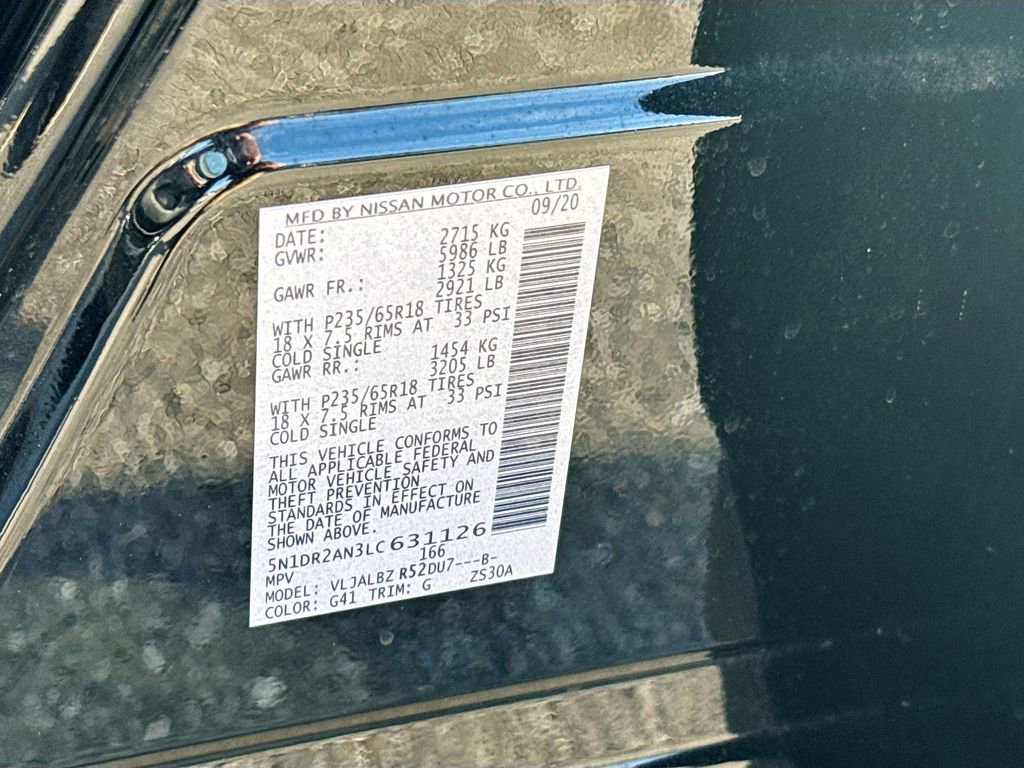 MFD BY NISSAN MOTOR CO., LTD.
DATE: 09/20
GVWR: 2715 KG
5986 LB
GAWR FR.: 1325 KG
2921 LB
WITH P235/65R18 TIRES
18 X 7.5 RIMS AT 33 PSI
COLD SINGLE
GAWR RR.: 1454 KG
3205 LB
WITH P235/65R18 TIRES
18 X 7.5 RIMS AT 33 PSI
COLD SINGLE
THIS VEHICLE CONFORMS TO
ALL APPLICABLE FEDERAL
MOTOR VEHICLE SAFETY AND
THEFT PREVENTION
STANDARDS IN EFFECT ON
THE DATE OF MANUFACTURE
SHOWN ABOVE.
5N1DR2AN3LC631126
MPV 166
MODEL: VLJALBZ R52DU7---B-
COLOR: G41 TRIM: G ZS30A